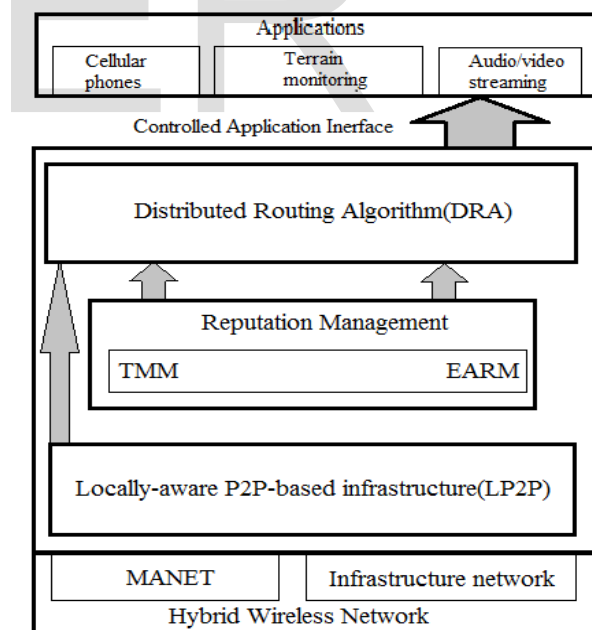 Applications
Cellular phones
Terrain monitoring
Audio/video streaming
Controlled Application Inerface
Distributed Routing Algorithm(DRA)
Reputation Management
TMM EARM
Locally-aware P2P-based infrastructure(LP2P)
MANET
Infrastructure network
Hybrid Wireless Network